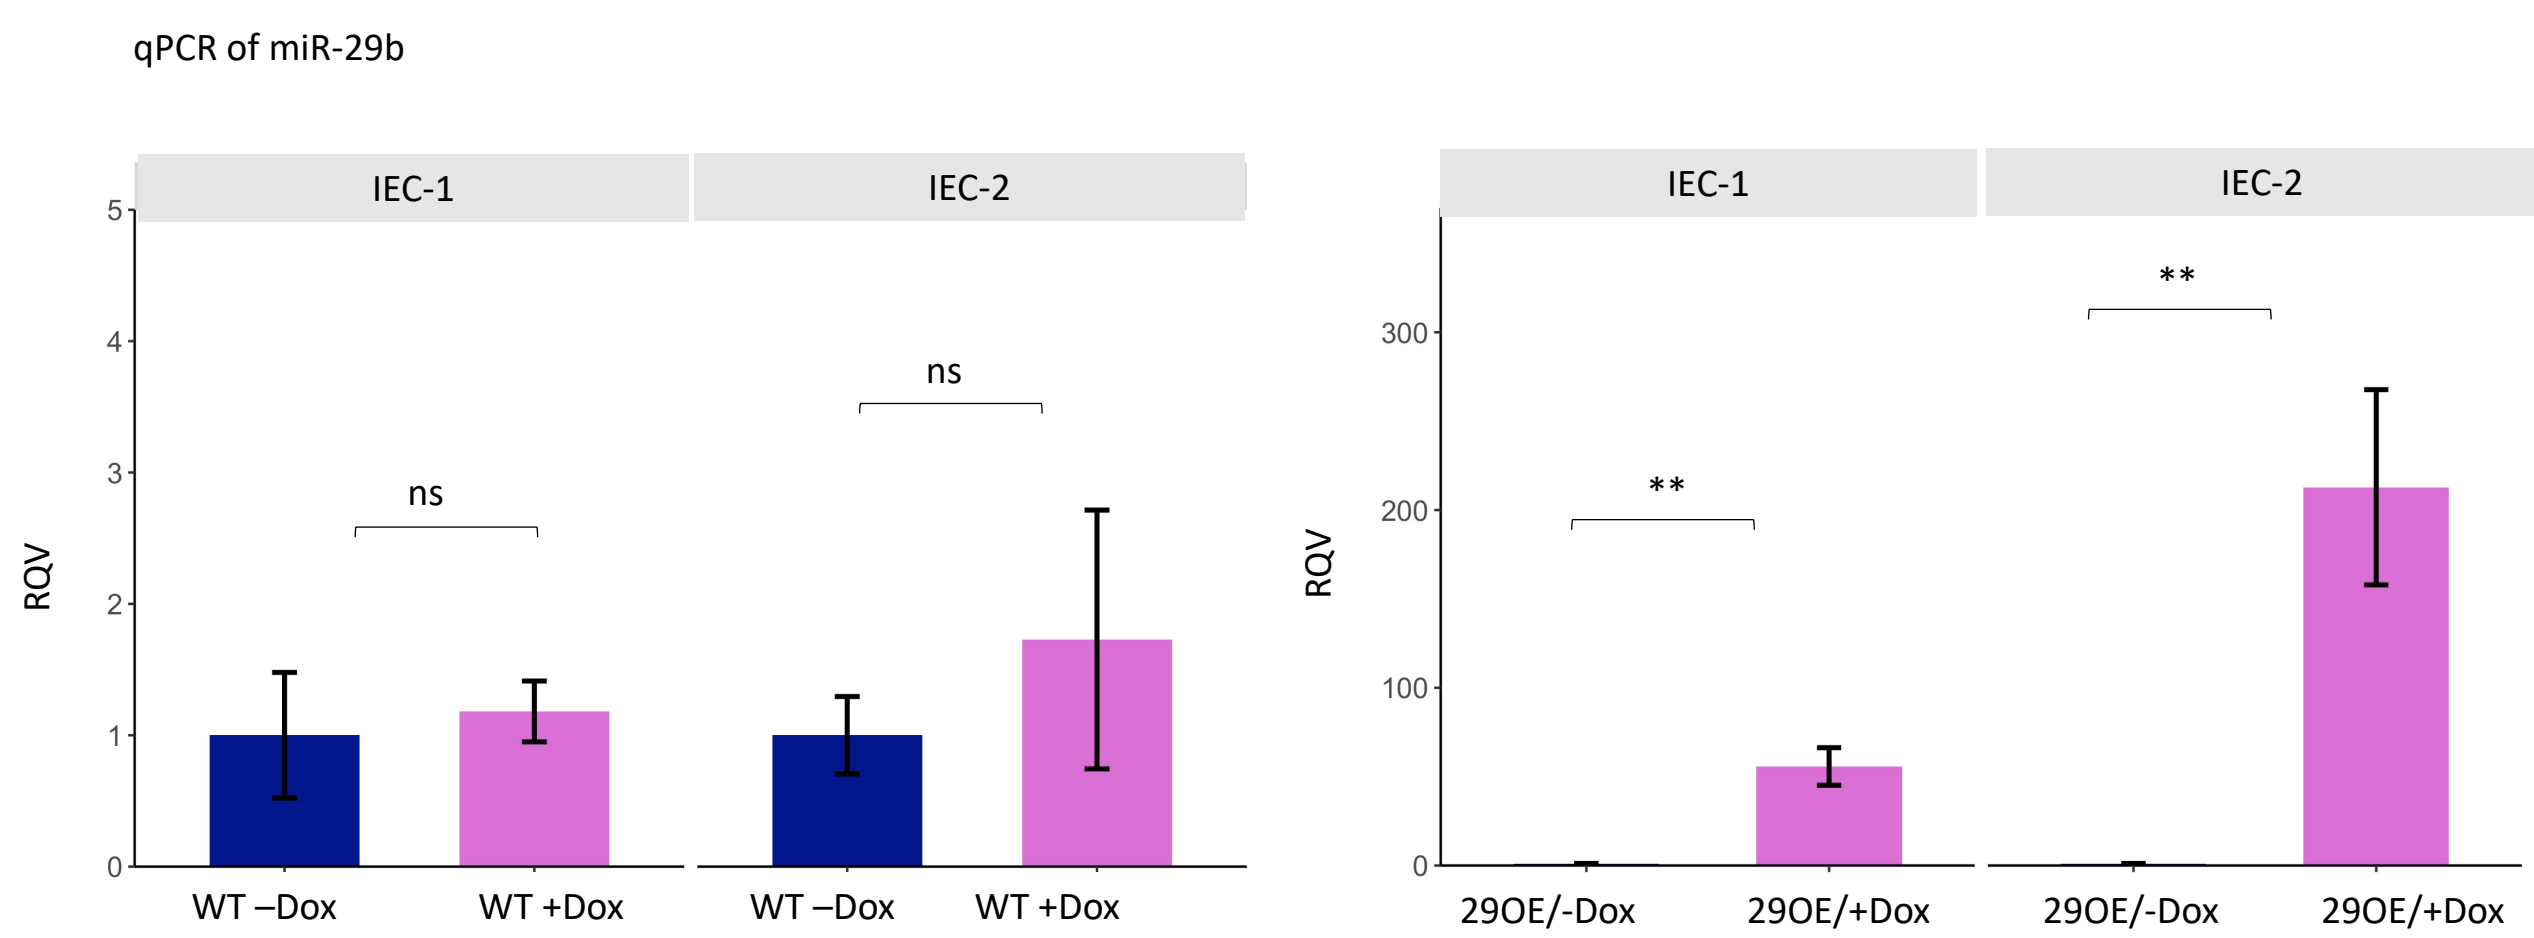 qPCR of miR-29b
IEC-1
IEC-2
5
4
3
2
1
0
RQV
ns
ns
WT –Dox
WT +Dox
WT –Dox
WT +Dox
IEC-1
IEC-2
300
200
100
0
RQV
**
**
29OE/-Dox
29OE/+Dox
29OE/-Dox
29OE/+Dox